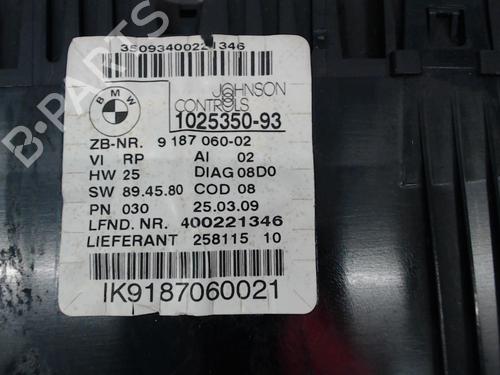 35093400221346
BMW
JOHNSON
CONTROLS
1025350-93
ZB-NR. 9 187 060-02
VI RP AI 02
HW 25 DIAG 08D0
SW 89.45.80 COD 08
PN 030 25.03.09
LFND. NR. 400221346
LIEFERANT 258115 10
IK9187060021
B-PARTS